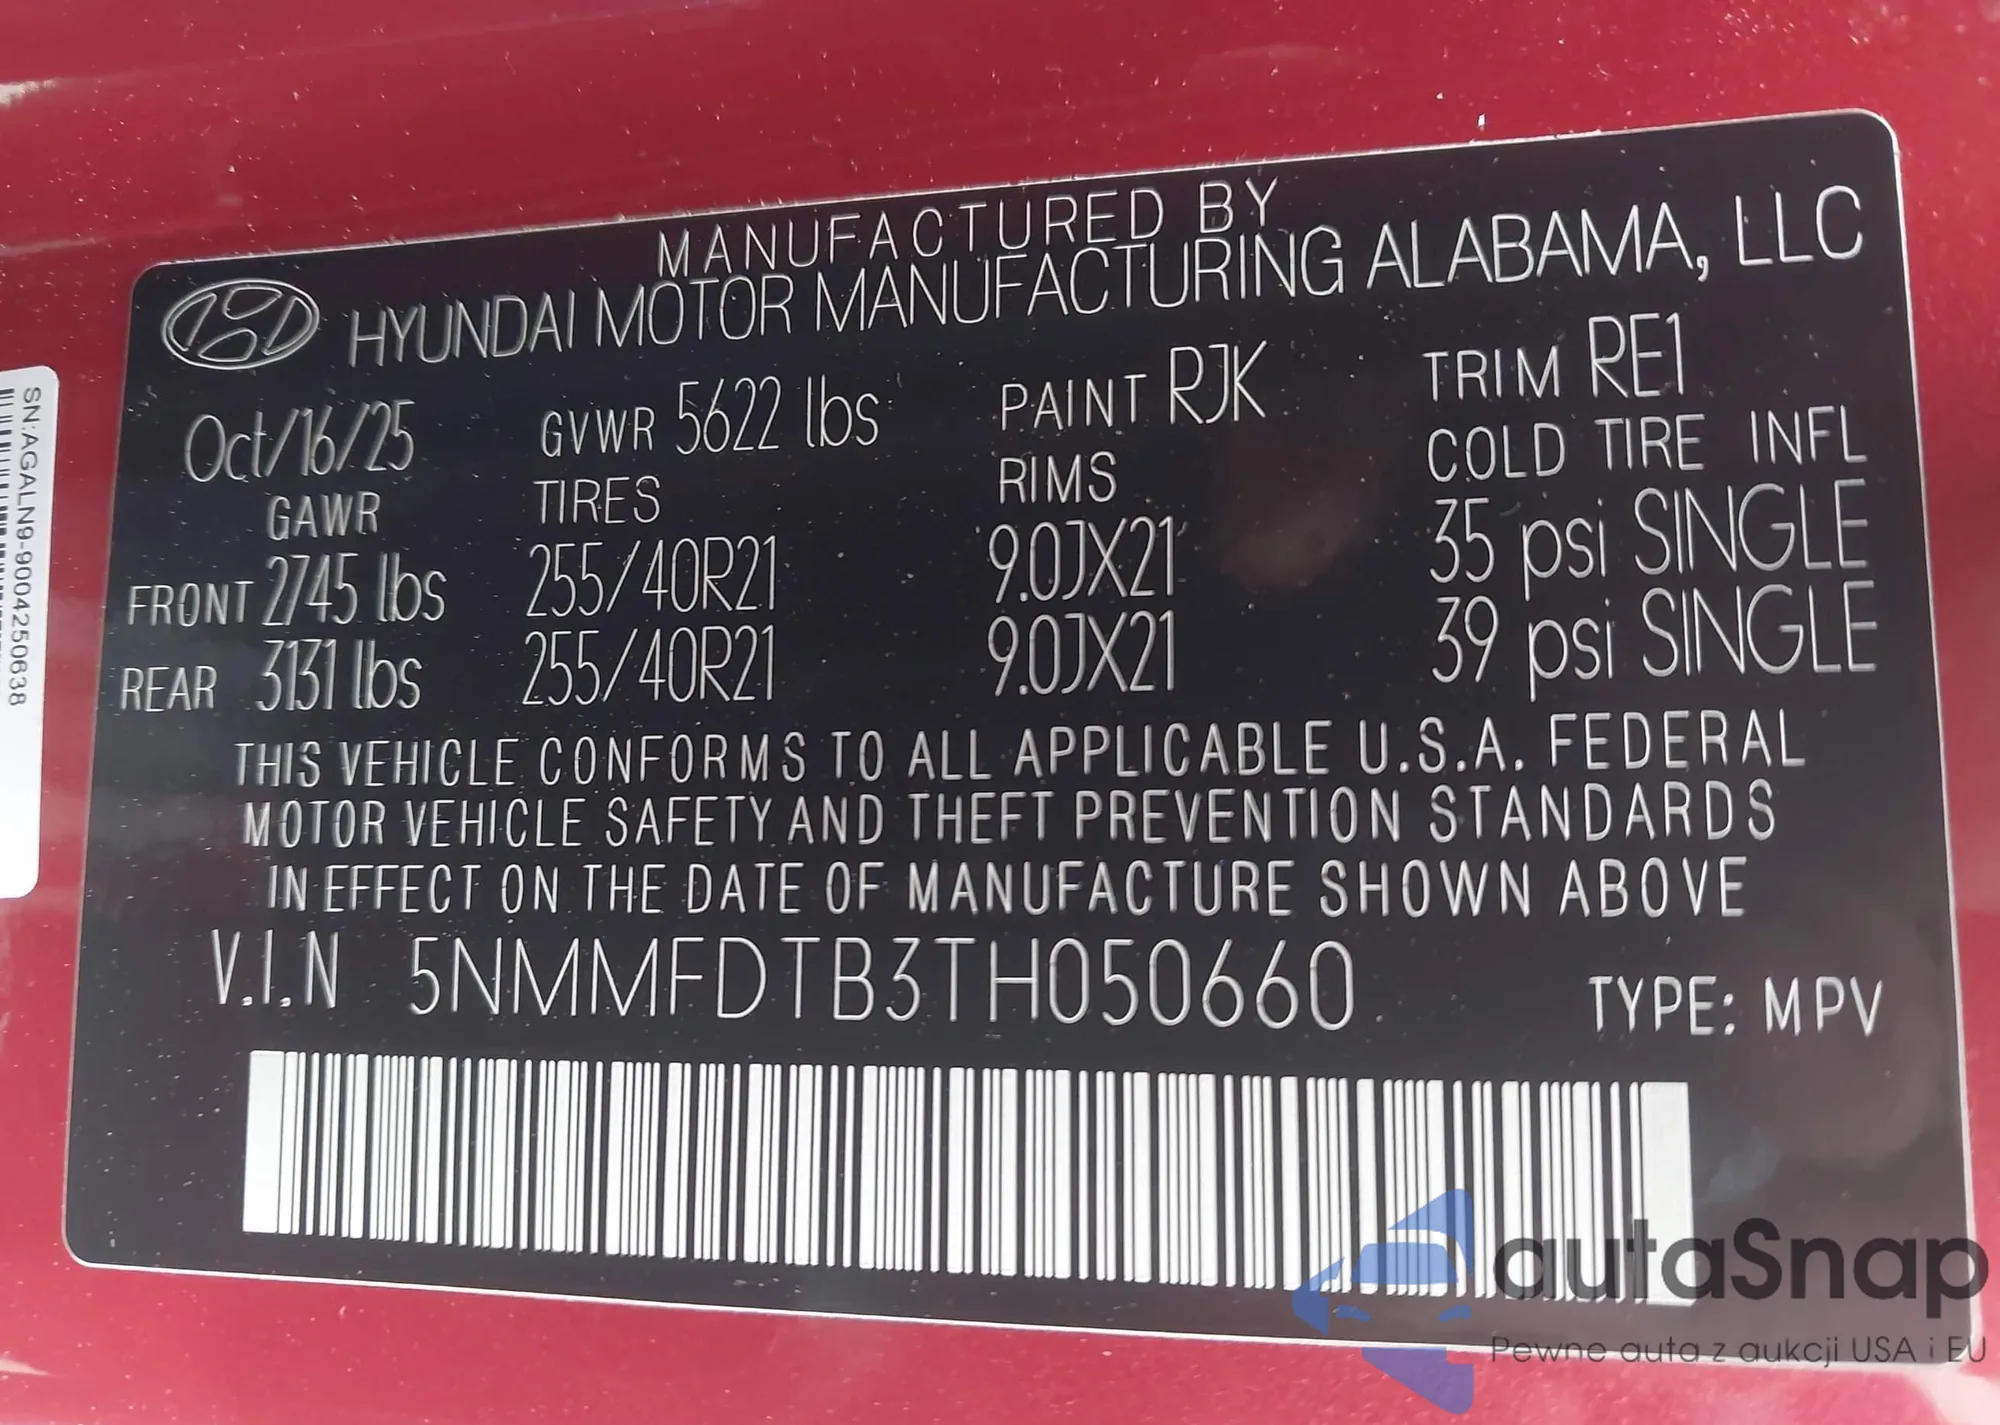 MANUFACTURED BY
HYUNDAI MOTOR MANUFACTURING ALABAMA, LLC
Oct/16/25 GVWR 5622 lbs PAINT RJK TRIM RE1
GAWR TIRES RIMS COLD TIRE INFL
FRONT 2745 lbs 255/40R21 9.0JX21 35 psi SINGLE
REAR 3131 lbs 255/40R21 9.0JX21 39 psi SINGLE
THIS VEHICLE CONFORMS TO ALL APPLICABLE U.S.A. FEDERAL
MOTOR VEHICLE SAFETY AND THEFT PREVENTION STANDARDS
IN EFFECT ON THE DATE OF MANUFACTURE SHOWN ABOVE
V.I.N 5NMMFDTB3TH050660 TYPE: MPV
SN:AGALN9-9004250638
autaSnap
Pewne auta z aukcji USA i EU